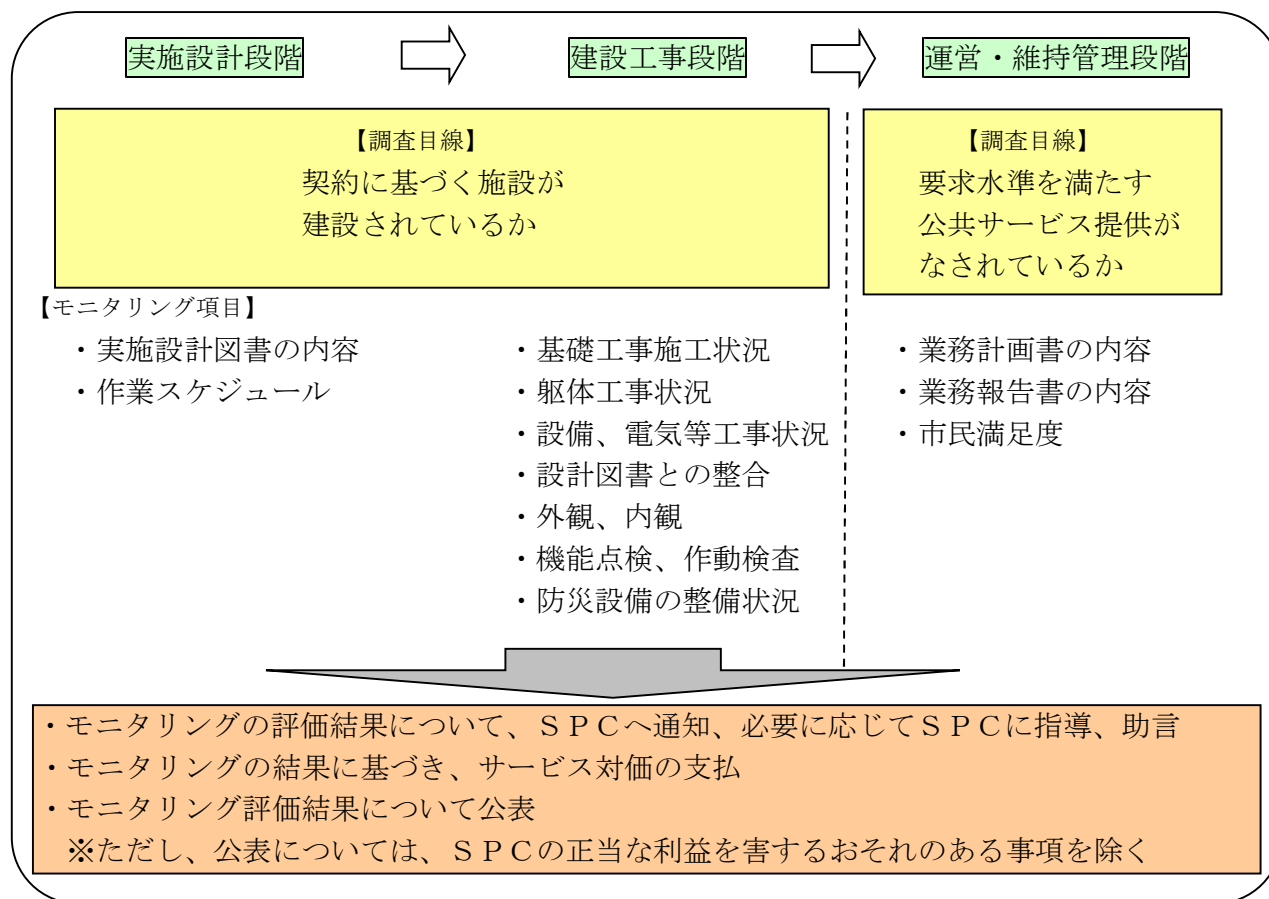 実施設計段階
建設工事段階
運営・維持管理段階
【調査目線】
契約に基づく施設が
建設されているか
【調査目線】
要求水準を満たす
公共サービス提供が
なされているか
【モニタリング項目】
・実施設計図書の内容
・作業スケジュール
・基礎工事施工状況
・躯体工事状況
・設備、電気等工事状況
・設計図書との整合
・外観、内観
・機能点検、作動検査
・防災設備の整備状況
・業務計画書の内容
・業務報告書の内容
・市民満足度
・モニタリングの評価結果について、ＳＰＣへ通知、必要に応じてＳＰＣに指導、助言
・モニタリングの結果に基づき、サービス対価の支払
・モニタリング評価結果について公表
※ただし、公表については、ＳＰＣの正当な利益を害するおそれのある事項を除く